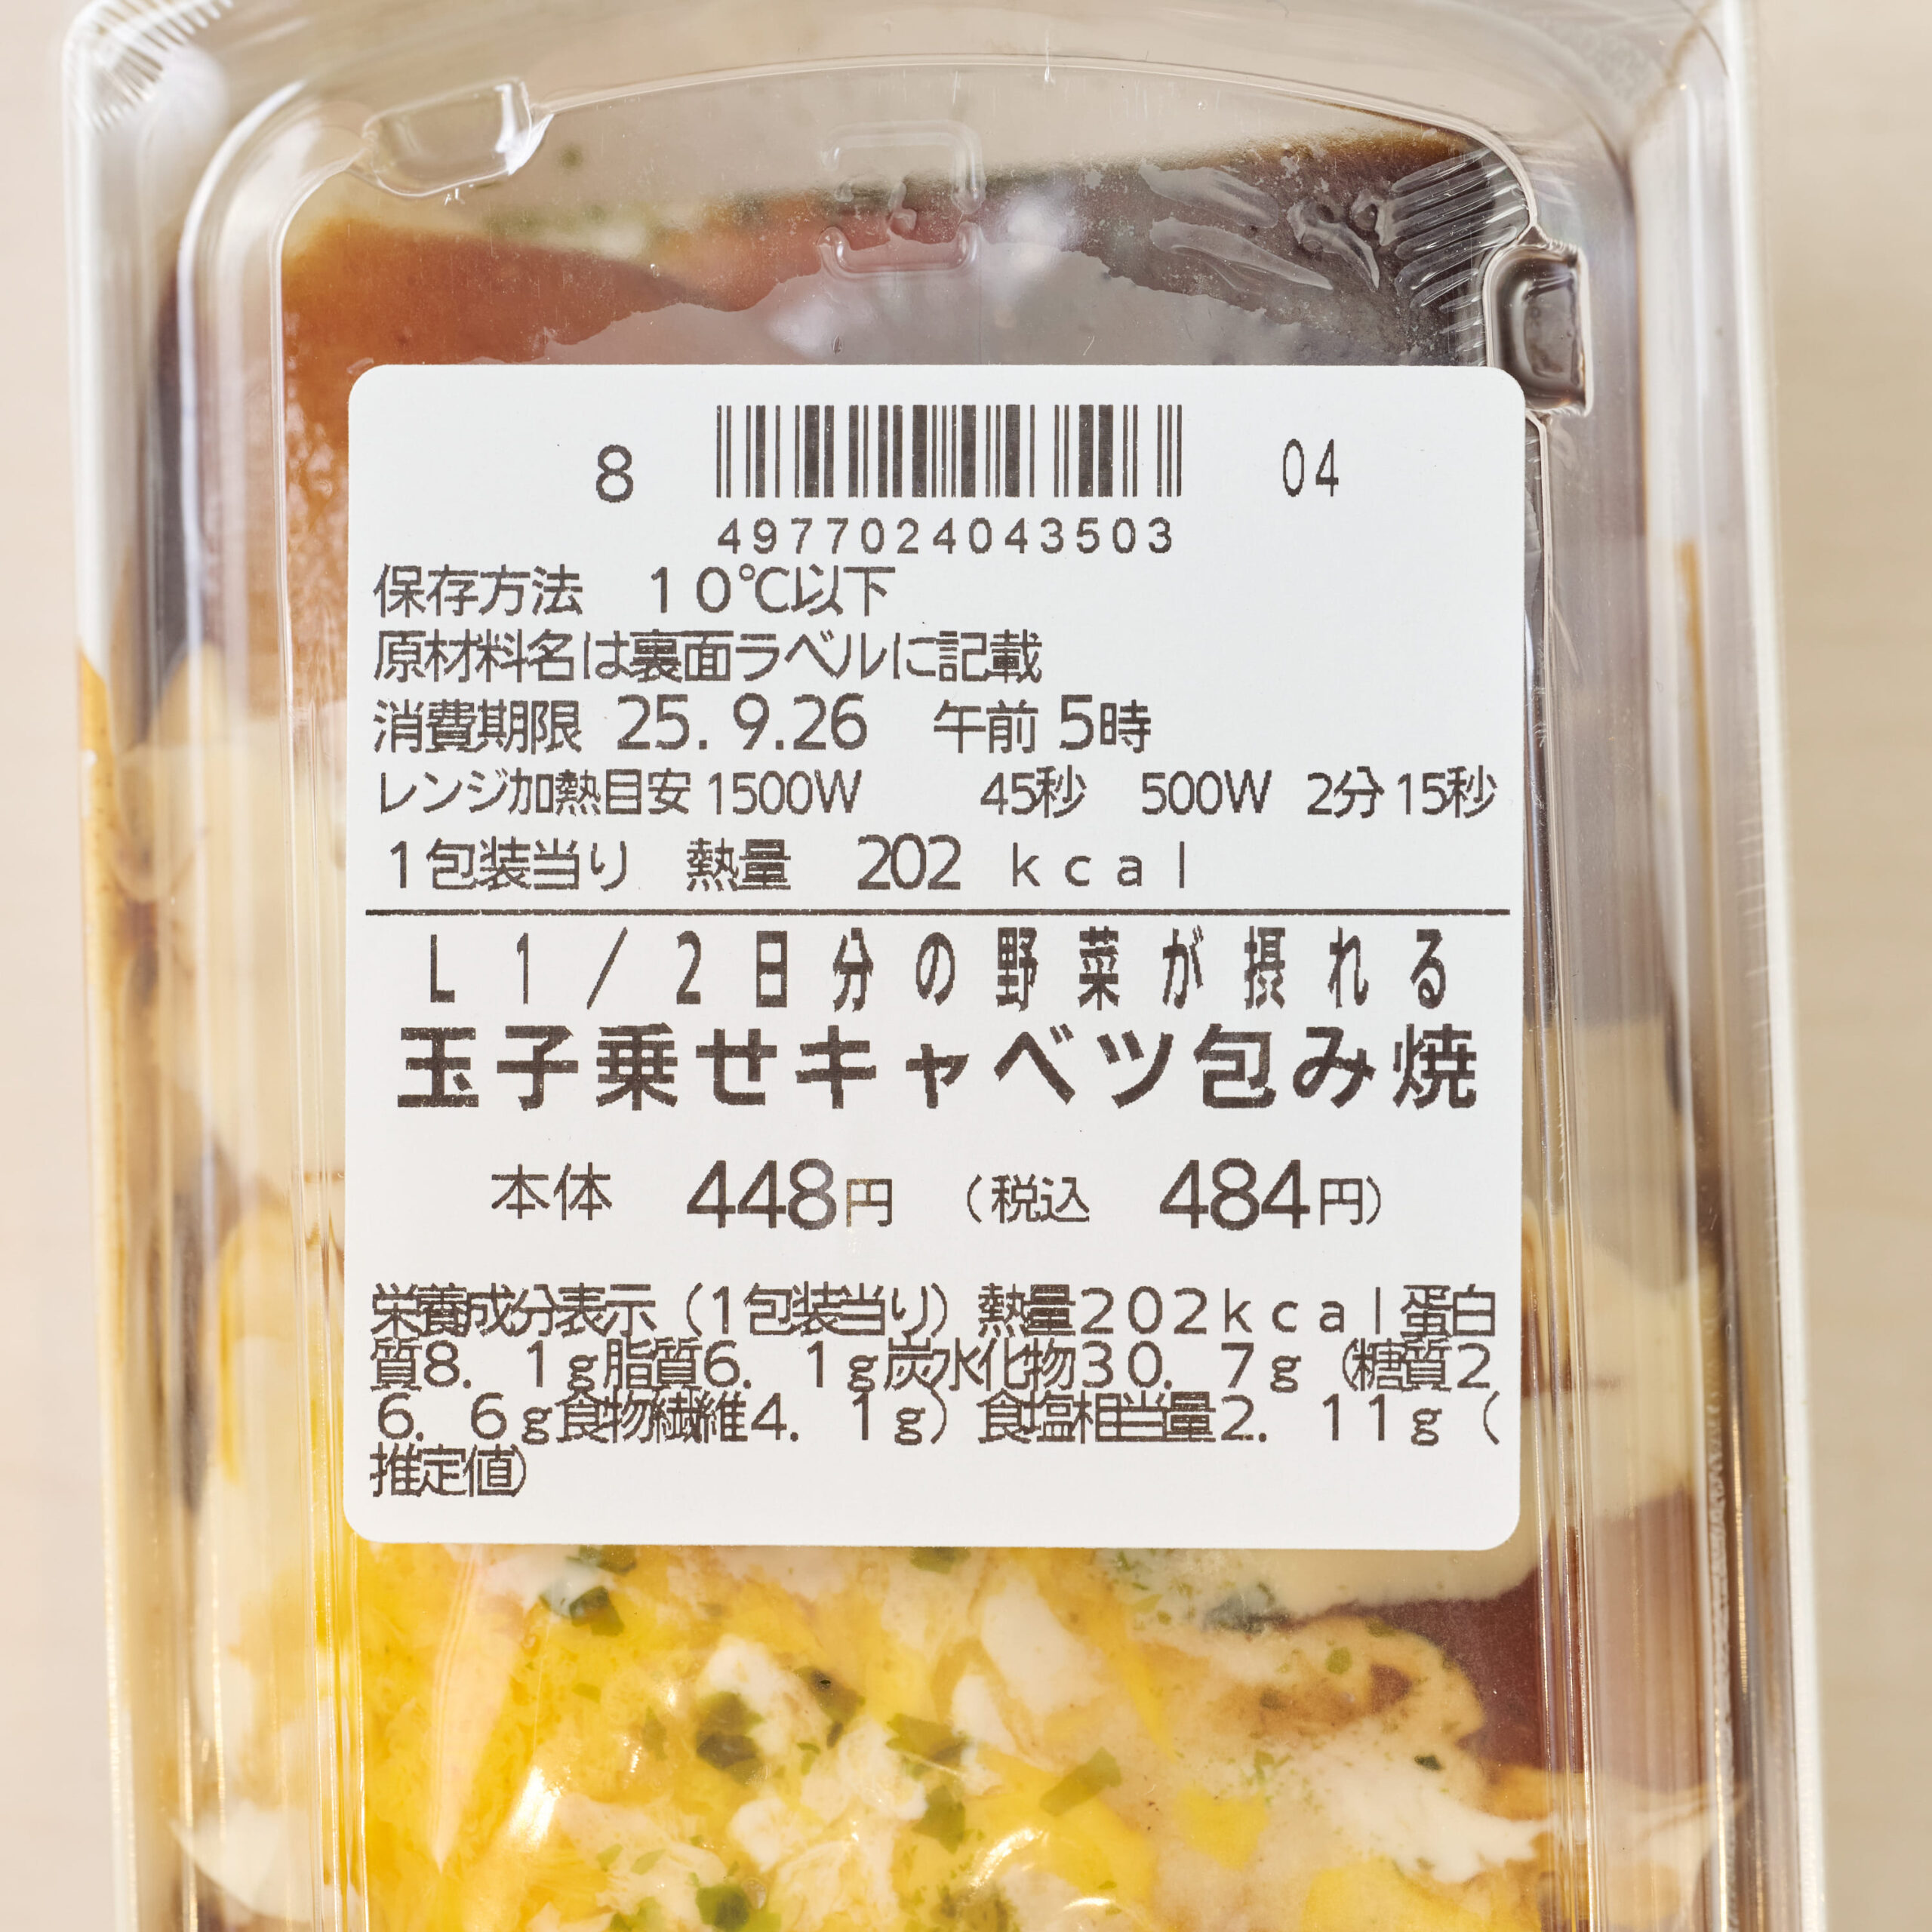 8 04
4977024043503
保存方法 10℃以下
原材料名は裏面ラベルに記載
消費期限 25. 9.26 午前 5時
レンジ加熱目安 1500W 45秒 500W 2分15秒
1包装当り 熱量 202 kcal
L1/2日分の野菜が摂れる
玉子乗せキャベツ包み焼
本体 448円 (税込 484円)
栄養成分表示(1包装当り)熱量202kcal蛋白
質8. 1g脂質6. 1g炭水化物30. 7g(糖質2
6. 6g食物繊維4. 1g)食塩相当量2. 11g(
推定値)